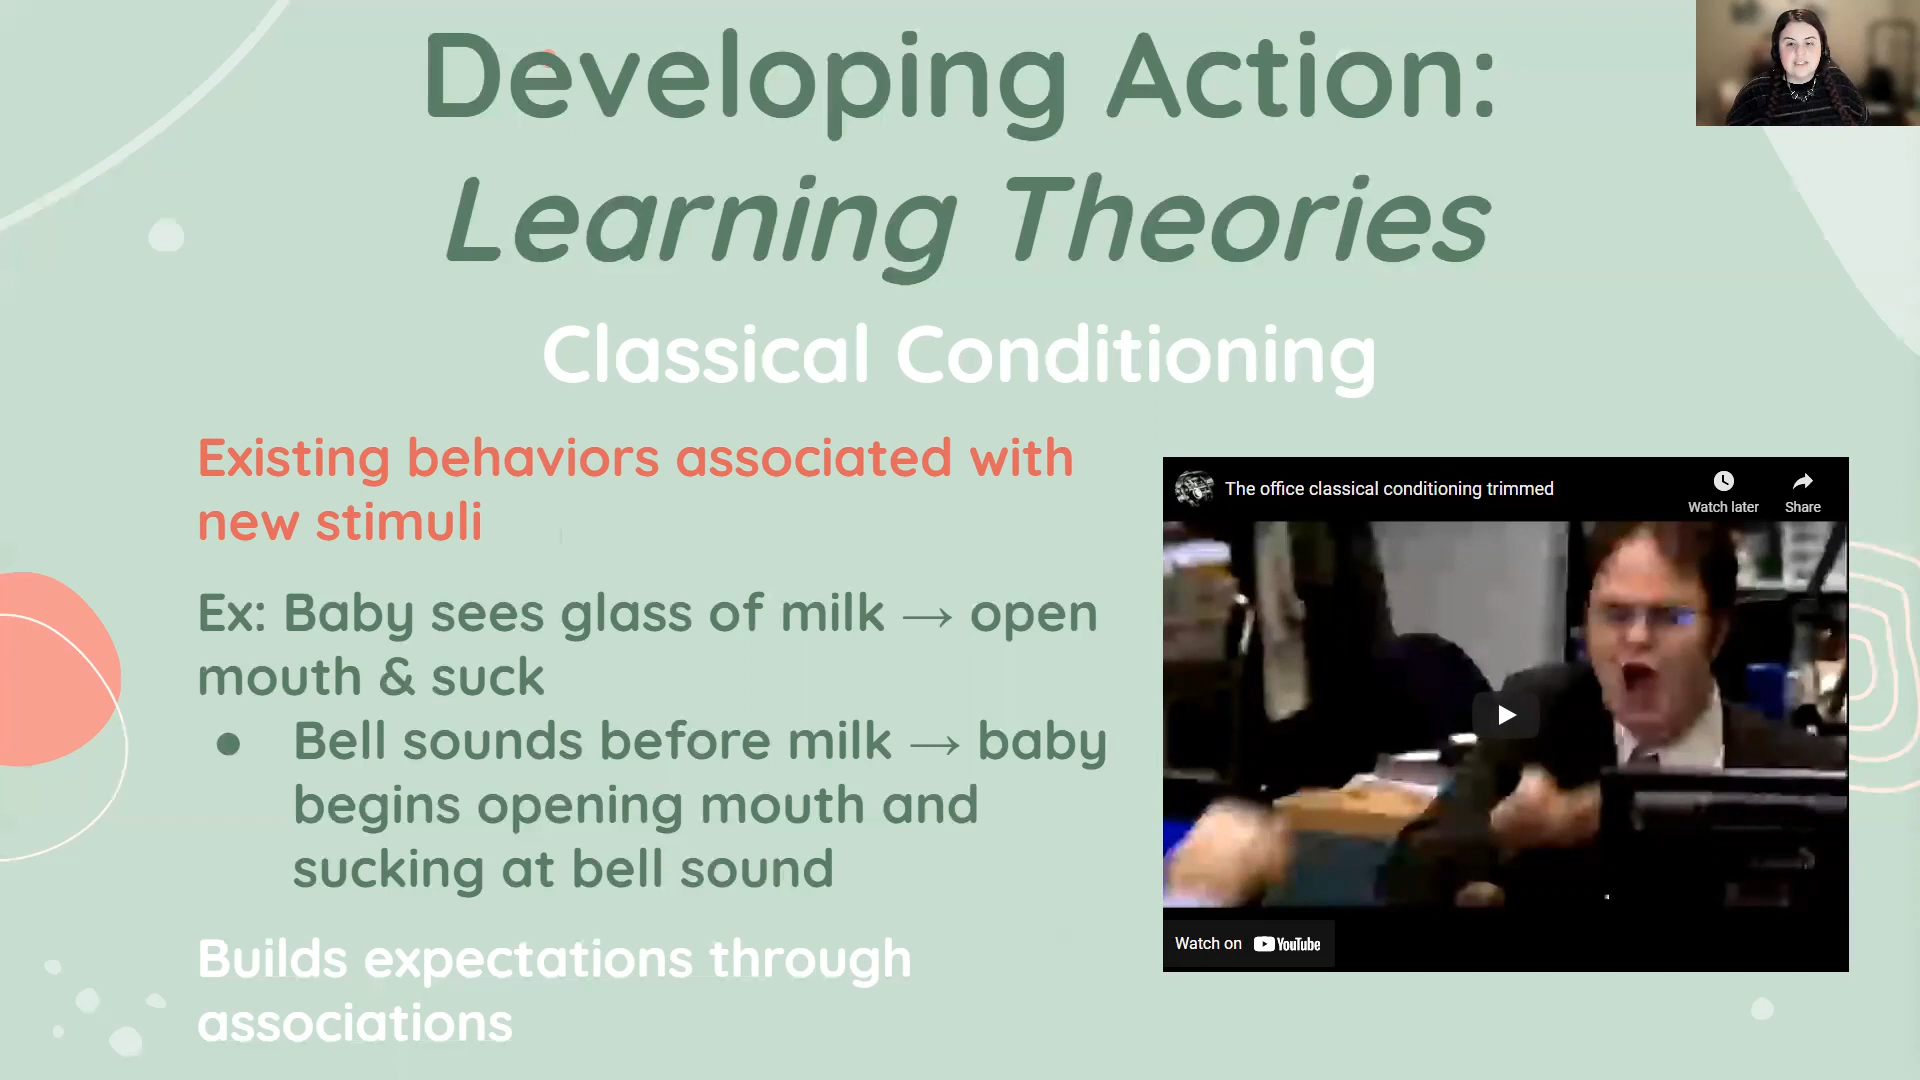 Developing Action:
Learning Theories
Classical Conditioning
Existing behaviors associated with
new stimuli
Ex: Baby sees glass of milk → open
mouth & suck
● Bell sounds before milk → baby
begins opening mouth and
sucking at bell sound
Builds expectations through
associations
The office classical conditioning trimmed
Watch later
Share
Watch on YouTube